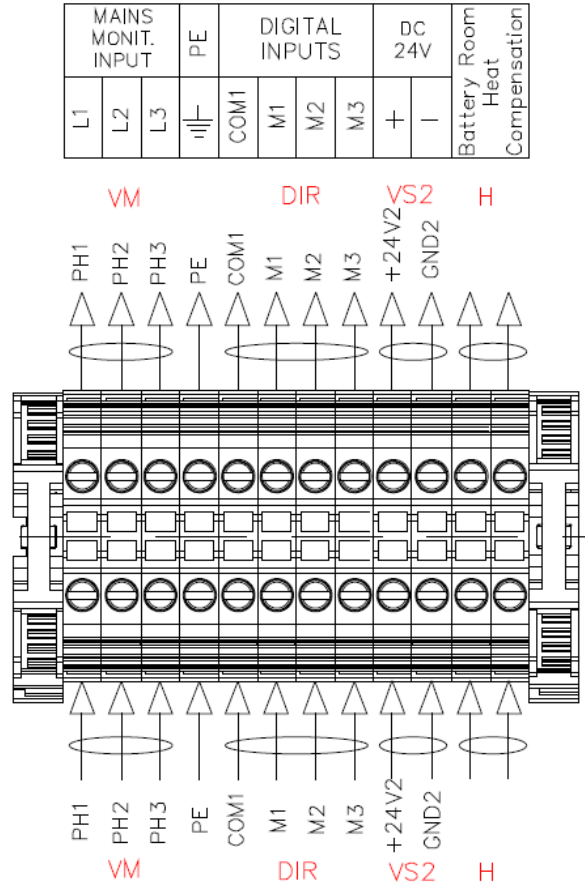 MAINS
MONIT.
INPUT
PE
DIGITAL
INPUTS
DC
24V
Battery Room
Heat
Compensation
L1
L2
L3
COM1
M1
M2
M3
+
−
VM
DIR
VS2
H
PH1
PH2
PH3
PE
COM1
M1
M2
M3
+24V2
GND2
PH1
PH2
PH3
PE
COM1
M1
M2
M3
+24V2
GND2
VM
DIR
VS2
H